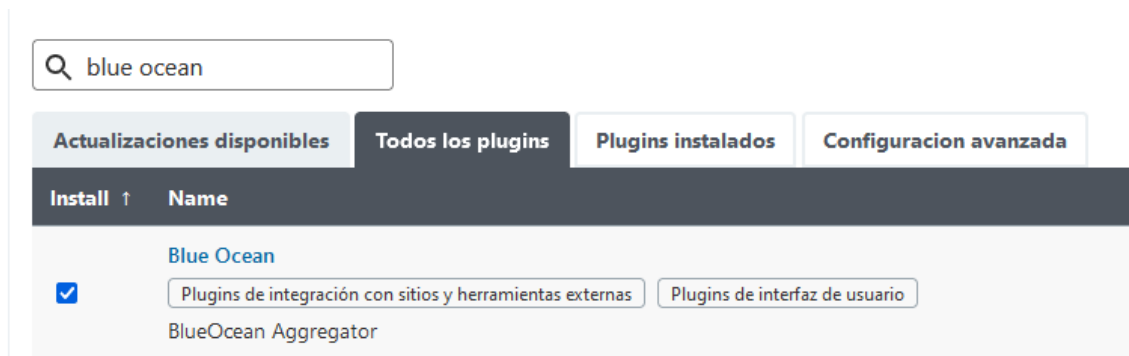 blue ocean
Actualizaciones disponibles Todos los plugins Plugins instalados Configuracion avanzada
Install ↑ Name
Blue Ocean
Plugins de integración con sitios y herramientas externas Plugins de interfaz de usuario
BlueOcean Aggregator